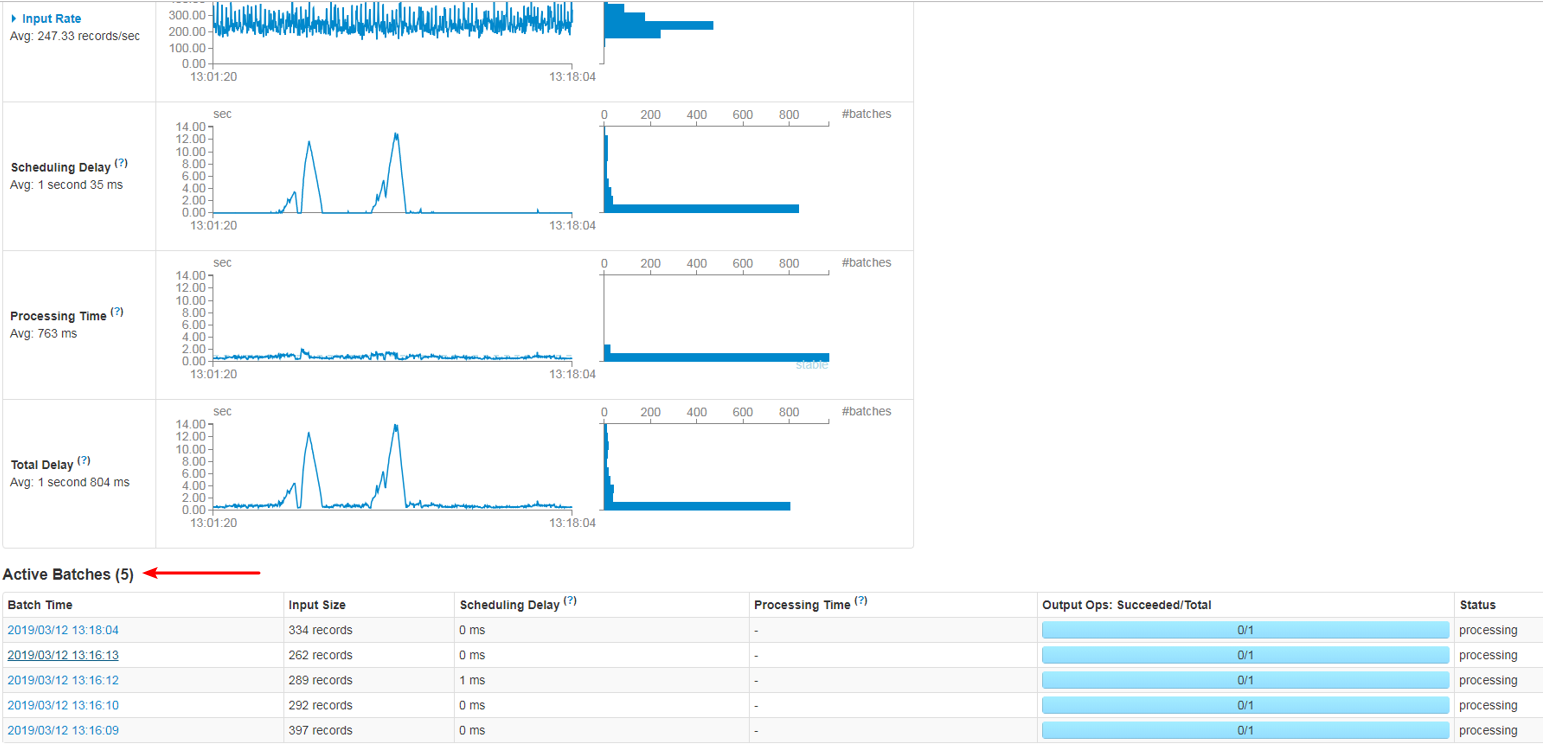 Input Rate
Avg: 247.33 records/sec
300.00
200.00
100.00
0.00
13:01:20 13:18:04
Scheduling Delay (?)
Avg: 1 second 35 ms
sec
14.00
12.00
10.00
8.00
6.00
4.00
2.00
0.00
13:01:20 13:18:04
0 200 400 600 800 #batches
Processing Time (?)
Avg: 763 ms
sec
14.00
12.00
10.00
8.00
6.00
4.00
2.00
0.00
13:01:20 13:18:04
0 200 400 600 800 #batches
stable
Total Delay (?)
Avg: 1 second 804 ms
sec
14.00
12.00
10.00
8.00
6.00
4.00
2.00
0.00
13:01:20 13:18:04
0 200 400 600 800 #batches
Active Batches (5)
Batch Time Input Size Scheduling Delay (?) Processing Time (?) Output Ops: Succeeded/Total Status
2019/03/12 13:18:04 334 records 0 ms - 0/1 processing
2019/03/12 13:16:13 262 records 0 ms - 0/1 processing
2019/03/12 13:16:12 289 records 1 ms - 0/1 processing
2019/03/12 13:16:10 292 records 0 ms - 0/1 processing
2019/03/12 13:16:09 397 records 0 ms - 0/1 processing